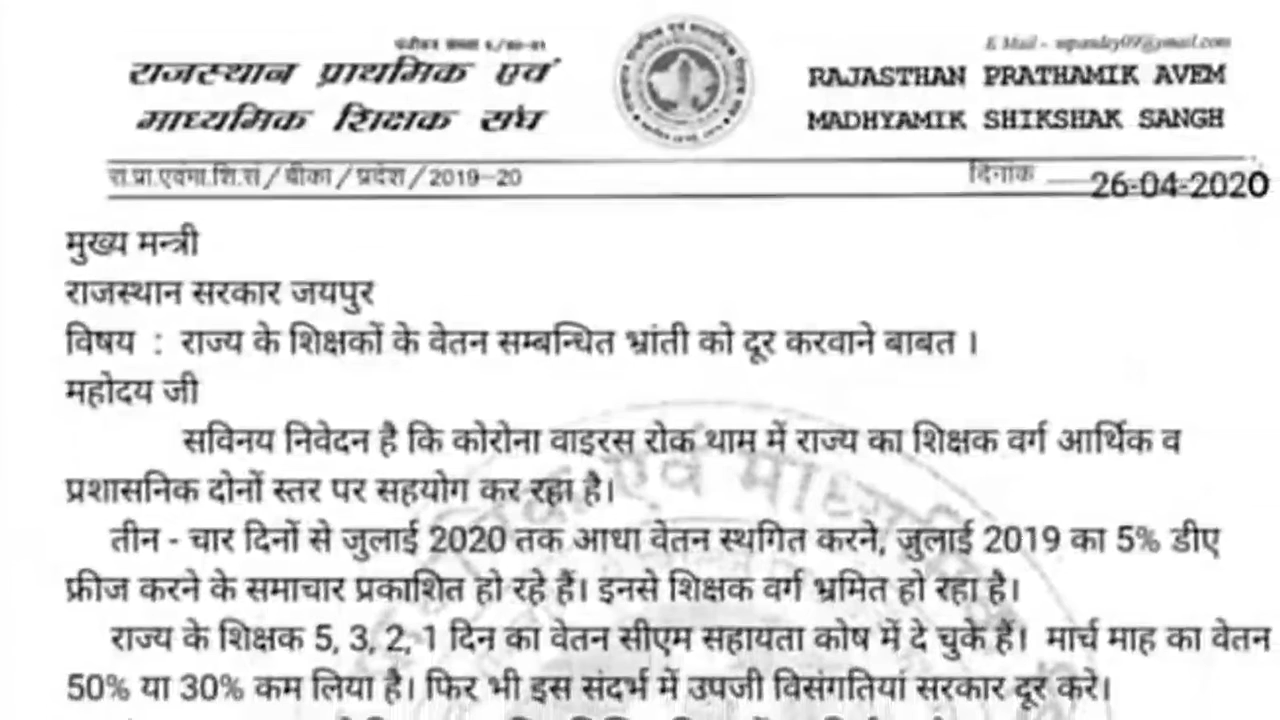 राजस्थान प्राथमिक एवं
माध्यमिक शिक्षक संघ
RAJASTHAN PRATHAMIK AVEM
MADHYAMIK SHIKSHAK SANGH
रा.प्रा.एवंमा.शि.सं/बीका/प्रदेश/2019-20
दिनांक 26-04-2020
मुख्य मन्त्री
राजस्थान सरकार जयपुर
विषय : राज्य के शिक्षकों के वेतन सम्बन्धित भ्रांती को दूर करवाने बाबत ।
महोदय जी
सविनय निवेदन है कि कोरोना वाइरस रोक थाम में राज्य का शिक्षक वर्ग आर्थिक व
प्रशासनिक दोनों स्तर पर सहयोग कर रहा है।
तीन - चार दिनों से जुलाई 2020 तक आधा वेतन स्थगित करने, जुलाई 2019 का 5% डीए
फ्रीज करने के समाचार प्रकाशित हो रहे हैं। इनसे शिक्षक वर्ग भ्रमित हो रहा है।
राज्य के शिक्षक 5, 3, 2, 1 दिन का वेतन सीएम सहायता कोष में दे चुके हैं। मार्च माह का वेतन
50% या 30% कम लिया है। फिर भी इस संदर्भ में उपजी विसंगतियां सरकार दूर करे।